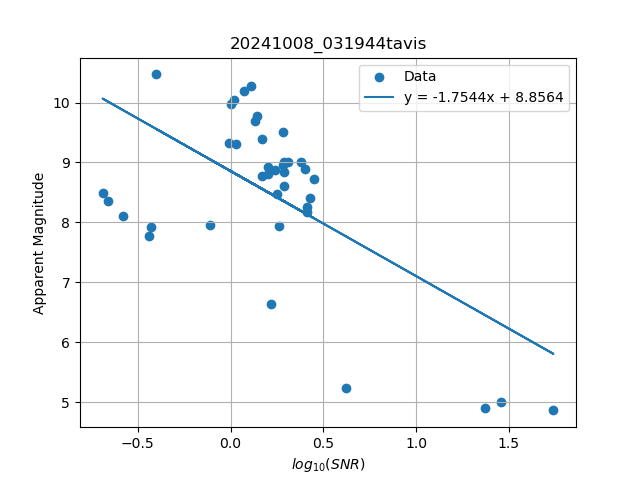 20241008_031944tavis
Data
y = -1.7544x + 8.8564
Apparent Magnitude
10
9
8
7
6
5
−0.5 0.0 0.5 1.0 1.5
log10(SNR)